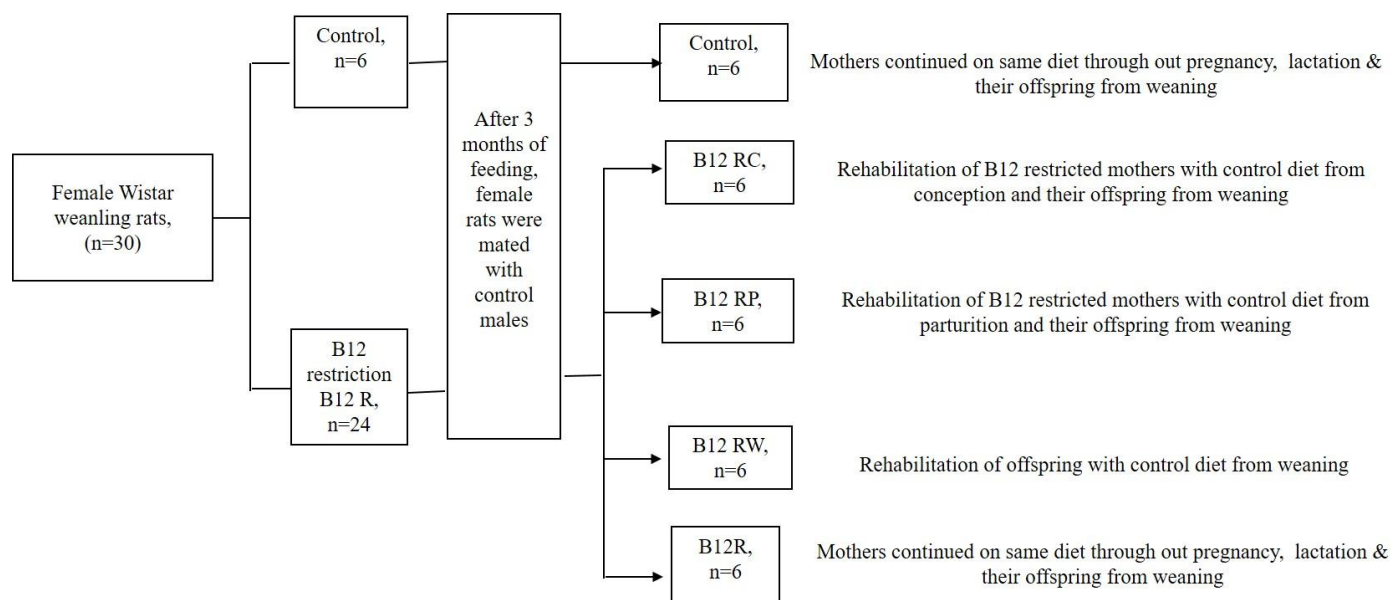 Female Wistar
weanling rats,
(n=30)
Control,
n=6
B12
restriction
B12 R,
n=24
After 3
months of
feeding,
female
rats were
mated
with
control
males
Control,
n=6
Mothers continued on same diet through out pregnancy, lactation &
their offspring from weaning
B12 RC,
n=6
Rehabilitation of B12 restricted mothers with control diet from
conception and their offspring from weaning
B12 RP,
n=6
Rehabilitation of B12 restricted mothers with control diet from
parturition and their offspring from weaning
B12 RW,
n=6
Rehabilitation of offspring with control diet from weaning
B12R,
n=6
Mothers continued on same diet through out pregnancy, lactation &
their offspring from weaning